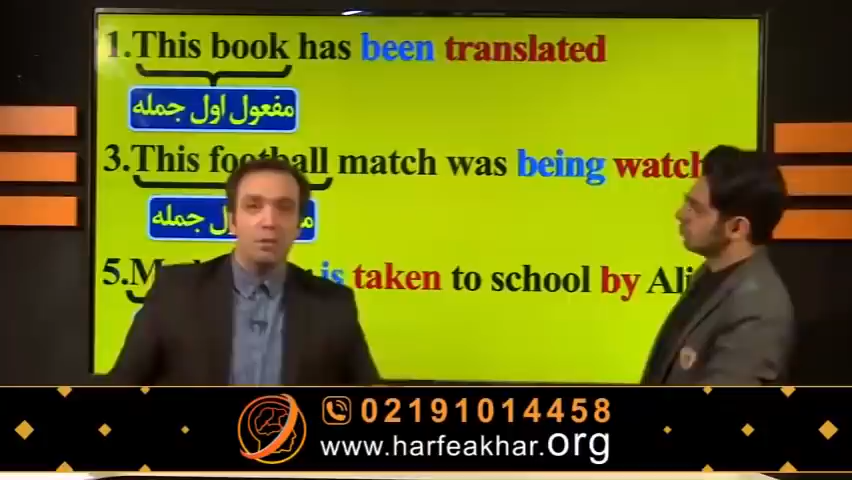 1.This book has been translated
مفعول اول جمله
3.This football match was being watch
جمله
5. is taken to school by Ali
02191014458
www.harfeakhar.org